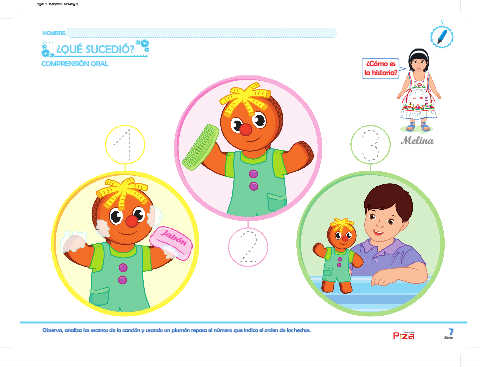 NOMBRE:
¿QUÉ SUCEDIÓ?
COMPRENSIÓN ORAL
¿Cómo es
la historia?
Melina
1
3
Jabón
2
Observa, analiza las escenas de la canción y usando un plumón repasa el número que indica el orden de los hechos.
Piza
7